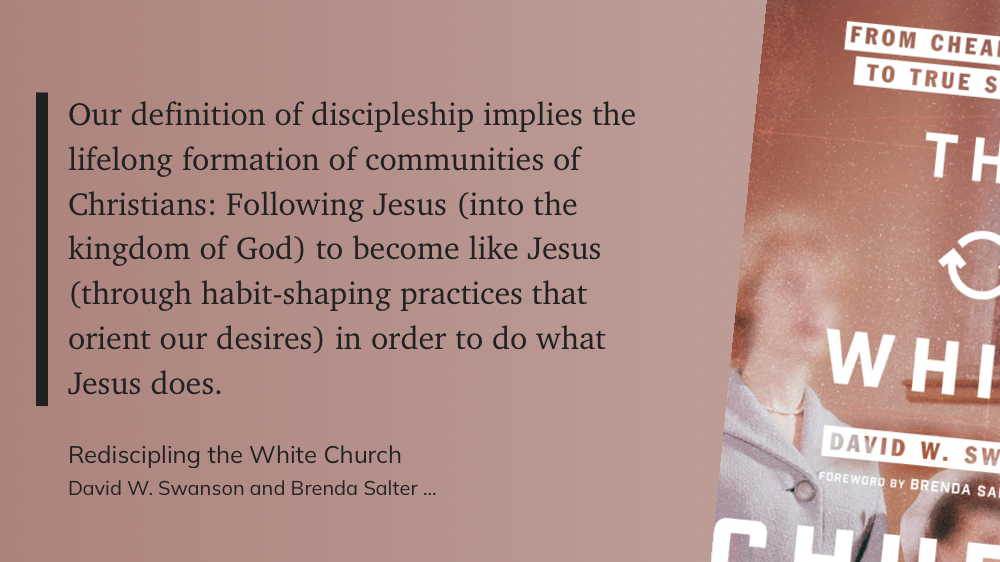 Our definition of discipleship implies the
lifelong formation of communities of
Christians: Following Jesus (into the
kingdom of God) to become like Jesus
(through habit-shaping practices that
orient our desires) in order to do what
Jesus does.
Rediscipling the White Church
David W. Swanson and Brenda Salter ...
FROM CHEA
TO TRUE S
TH
WHI
DAVID W. SW
FOREWORD BY BRENDA SA
CHU